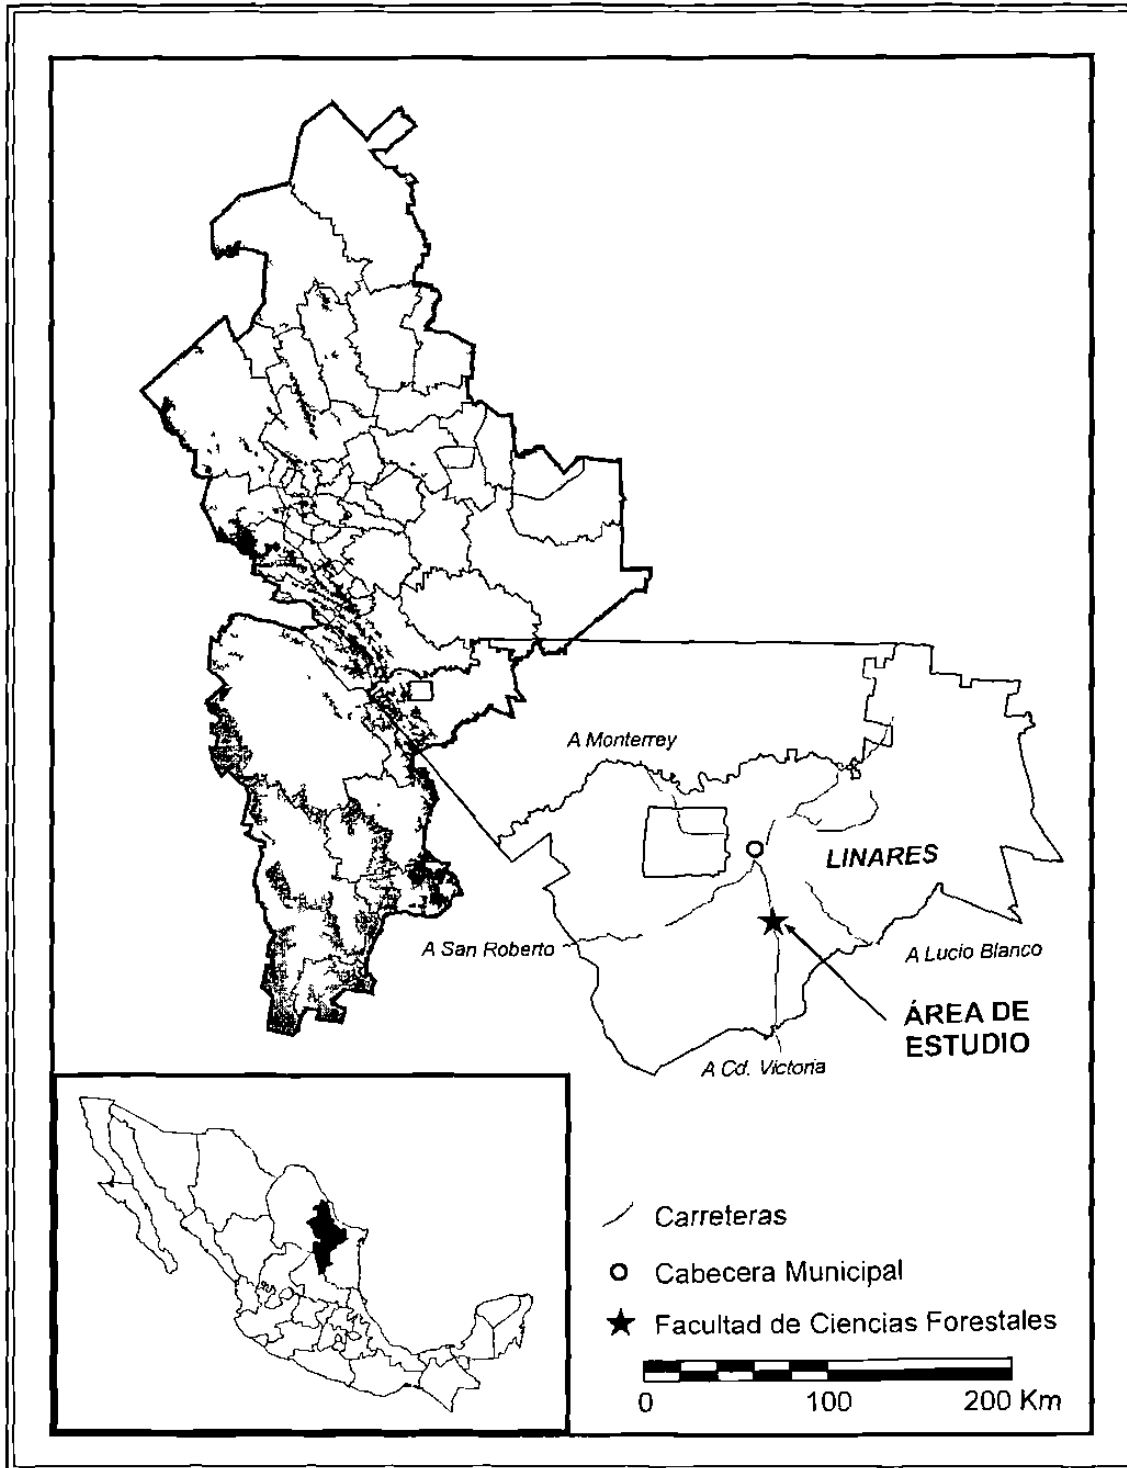 A Monterrey
LINARES
A San Roberto
A Lucio Blanco
ÁREA DE
ESTUDIO
A Cd. Victoria
Carreteras
Cabecera Municipal
Facultad de Ciencias Forestales
0 100 200 Km